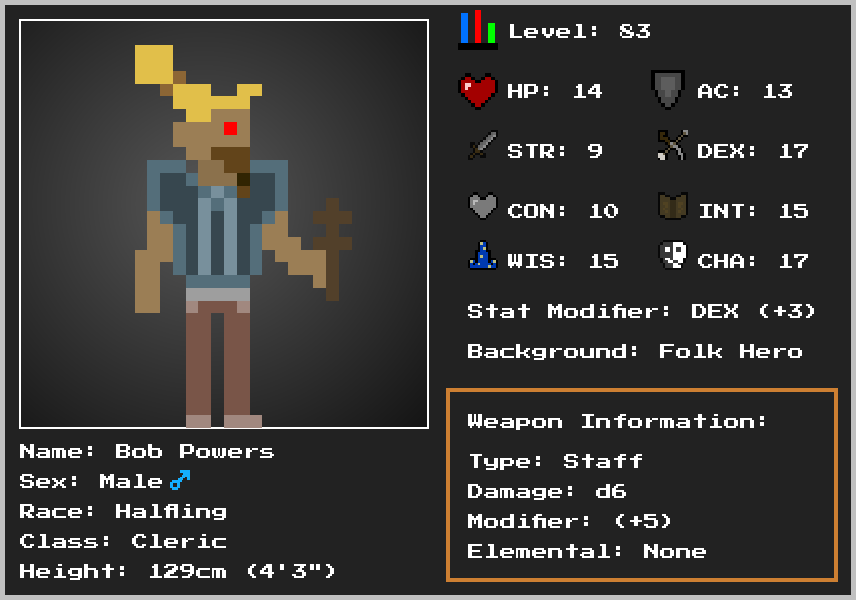 Level: 83
HP: 14 AC: 13
STR: 9 DEX: 17
CON: 10 INT: 15
WIS: 15 CHA: 17
Stat Modifier: DEX (+3)
Background: Folk Hero
Weapon Information:
Type: Staff
Damage: d6
Modifier: (+5)
Elemental: None
Name: Bob Powers
Sex: Male ♂
Race: Halfling
Class: Cleric
Height: 129cm (4'3")